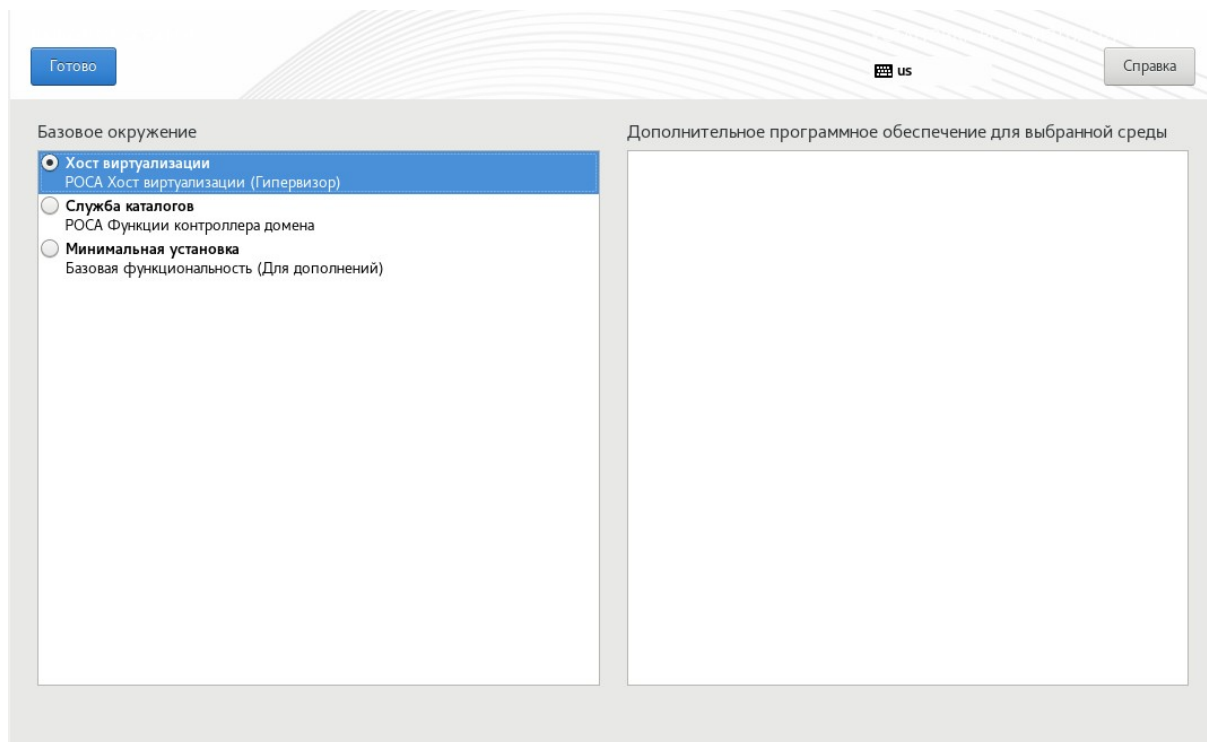 Готово
us
Справка
Базовое окружение
Дополнительное программное обеспечение для выбранной среды
Хост виртуализации
РОСА Хост виртуализации (Гипервизор)
Служба каталогов
РОСА Функции контроллера домена
Минимальная установка
Базовая функциональность (Для дополнений)